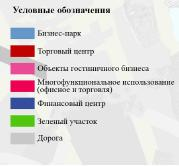 Условные обозначения
Бизнес-парк
Торговый центр
Объекты гостиничного бизнеса
Многофункциональное использование
(офисное и торговля)
Финансовый центр
Зеленый участок
Дорога